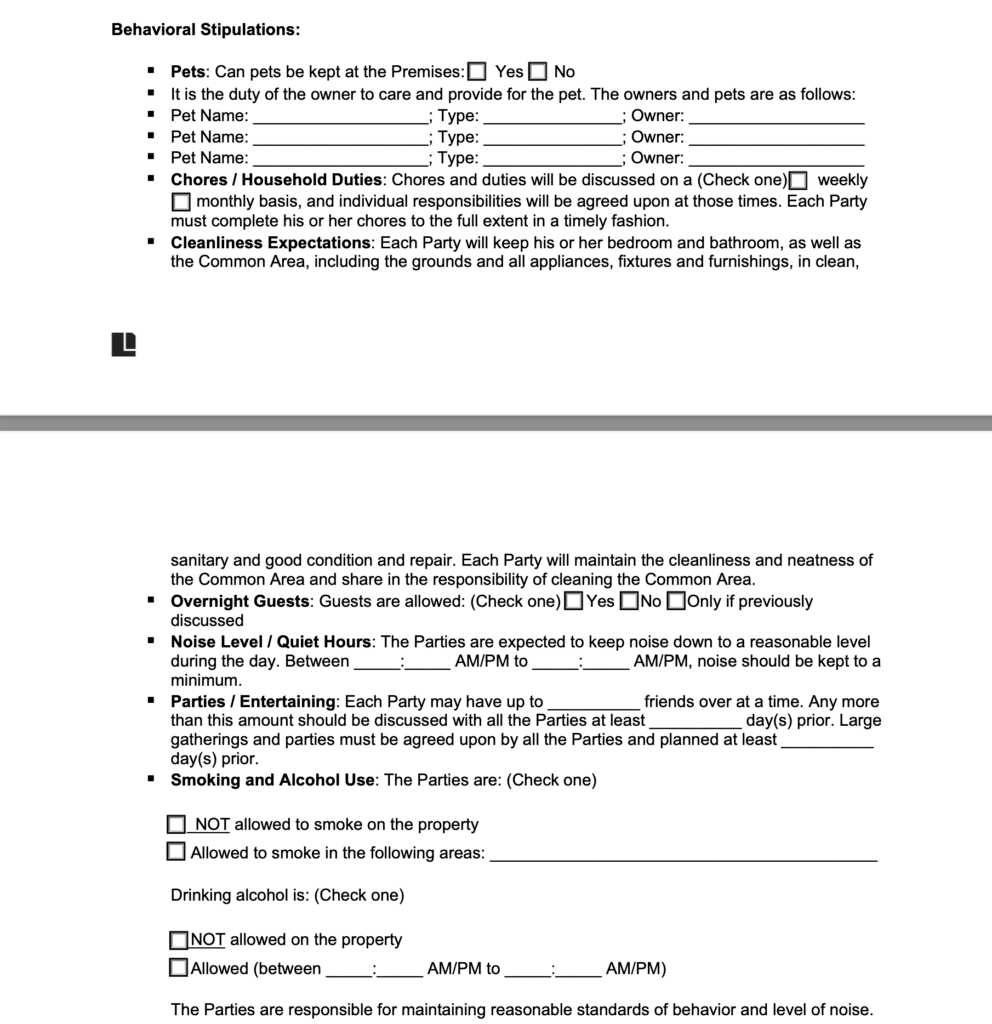 Behavioral Stipulations:
▪ Pets: Can pets be kept at the Premises:☐ Yes ☐ No
▪ It is the duty of the owner to care and provide for the pet. The owners and pets are as follows:
▪ Pet Name: ____________________; Type: ________________; Owner: ____________________
▪ Pet Name: ____________________; Type: ________________; Owner: ____________________
▪ Pet Name: ____________________; Type: ________________; Owner: ____________________
▪ Chores / Household Duties: Chores and duties will be discussed on a (Check one)☐ weekly
☐ monthly basis, and individual responsibilities will be agreed upon at those times. Each Party
must complete his or her chores to the full extent in a timely fashion.
▪ Cleanliness Expectations: Each Party will keep his or her bedroom and bathroom, as well as
the Common Area, including the grounds and all appliances, fixtures and furnishings, in clean,
sanitary and good condition and repair. Each Party will maintain the cleanliness and neatness of
the Common Area and share in the responsibility of cleaning the Common Area.
▪ Overnight Guests: Guests are allowed: (Check one) ☐ Yes ☐No ☐Only if previously
discussed
▪ Noise Level / Quiet Hours: The Parties are expected to keep noise down to a reasonable level
during the day. Between _____:_____ AM/PM to _____:_____ AM/PM, noise should be kept to a
minimum.
▪ Parties / Entertaining: Each Party may have up to __________ friends over at a time. Any more
than this amount should be discussed with all the Parties at least __________ day(s) prior. Large
gatherings and parties must be agreed upon by all the Parties and planned at least __________
day(s) prior.
▪ Smoking and Alcohol Use: The Parties are: (Check one)
☐ NOT allowed to smoke on the property
☐ Allowed to smoke in the following areas: ____________________________________________
Drinking alcohol is: (Check one)
☐NOT allowed on the property
☐Allowed (between _____:_____ AM/PM to _____:_____ AM/PM)
The Parties are responsible for maintaining reasonable standards of behavior and level of noise.